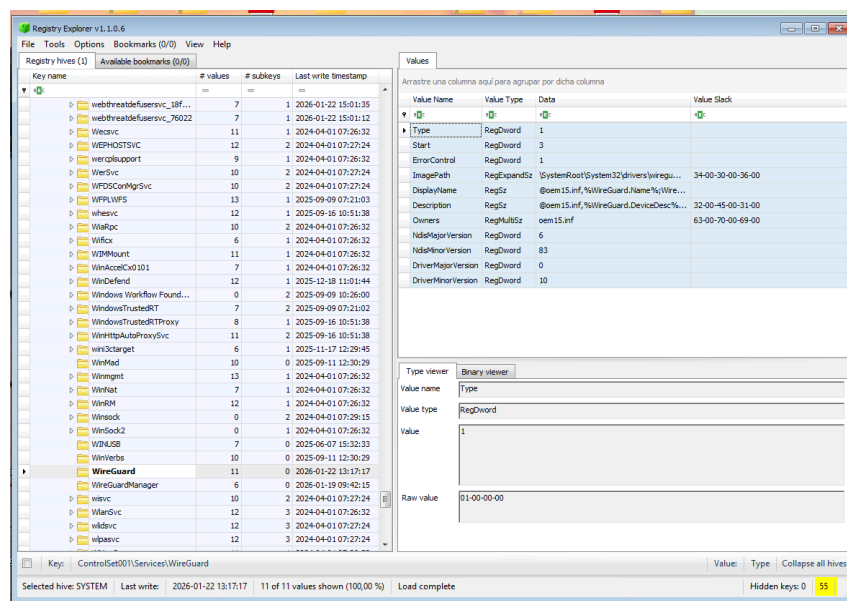 Registry Explorer v1.1.0.6
File Tools Options Bookmarks (0/0) View Help
Registry hives (1) Available bookmarks (0/0)
Key name # values # subkeys Last write timestamp
= = =
webthreatdefusersvc_18f... 7 1 2026-01-22 15:01:35
webthreatdefusersvc_76022 7 1 2026-01-22 15:01:12
Wecsvc 11 1 2024-04-01 07:26:32
WEPHOSTSVC 12 2 2024-04-01 07:27:24
wercplsupport 9 1 2024-04-01 07:26:32
WerSvc 10 2 2024-04-01 07:27:24
WFDSConMgrSvc 10 2 2024-04-01 07:27:24
WFPLWFS 13 1 2025-09-09 07:21:03
whesvc 12 1 2025-09-16 10:51:38
WiaRpc 10 2 2024-04-01 07:26:32
Wificx 6 1 2024-04-01 07:26:32
WIMMount 11 1 2024-04-01 07:26:32
WinAccelCx0101 7 1 2024-04-01 07:26:32
WinDefend 12 1 2025-12-18 11:01:44
Windows Workflow Found... 0 2 2025-09-09 10:26:00
WindowsTrustedRT 7 2 2025-09-09 07:21:02
WindowsTrustedRTProxy 8 1 2025-09-16 10:51:38
WinHttpAutoProxySvc 11 2 2025-09-16 10:51:38
wini3ctarget 6 1 2025-11-17 12:29:45
WinMad 10 0 2025-09-11 12:30:29
Winmgmt 13 1 2024-04-01 07:26:32
WinNat 7 1 2024-04-01 07:26:32
WinRM 12 1 2024-04-01 07:26:32
Winsock 0 2 2024-04-01 07:29:15
WinSock2 0 1 2024-04-01 07:26:32
WINUSB 7 0 2025-06-07 15:32:33
WinVerbs 10 0 2025-09-11 12:30:29
WireGuard 11 0 2026-01-22 13:17:17
WireGuardManager 6 0 2026-01-19 09:42:15
wisvc 10 2 2024-04-01 07:27:24
WlanSvc 12 3 2024-04-01 07:26:32
wlidsvc 12 3 2024-04-01 07:27:24
wlpasvc 12 2 2024-04-01 07:27:24
Values
Arrastre una columna aquí para agrupar por dicha columna
Value Name Value Type Data Value Slack
Type RegDword 1
Start RegDword 3
ErrorControl RegDword 1
ImagePath RegExpandSz \SystemRoot\System32\drivers\wiregu... 34-00-30-00-36-00
DisplayName RegSz @oem15.inf,%WireGuard.Name%;Wire...
Description RegSz @oem15.inf,%WireGuard.DeviceDesc%... 32-00-45-00-31-00
Owners RegMultiSz oem15.inf 63-00-70-00-69-00
NdisMajorVersion RegDword 6
NdisMinorVersion RegDword 83
DriverMajorVersion RegDword 0
DriverMinorVersion RegDword 10
Type viewer Binary viewer
Value name Type
Value type RegDword
Value 1
Raw value 01-00-00-00
Key: ControlSet001\Services\WireGuard Value: Type Collapse all hives
Selected hive: SYSTEM Last write: 2026-01-22 13:17:17 11 of 11 values shown (100,00 %) Load complete Hidden keys: 0 55